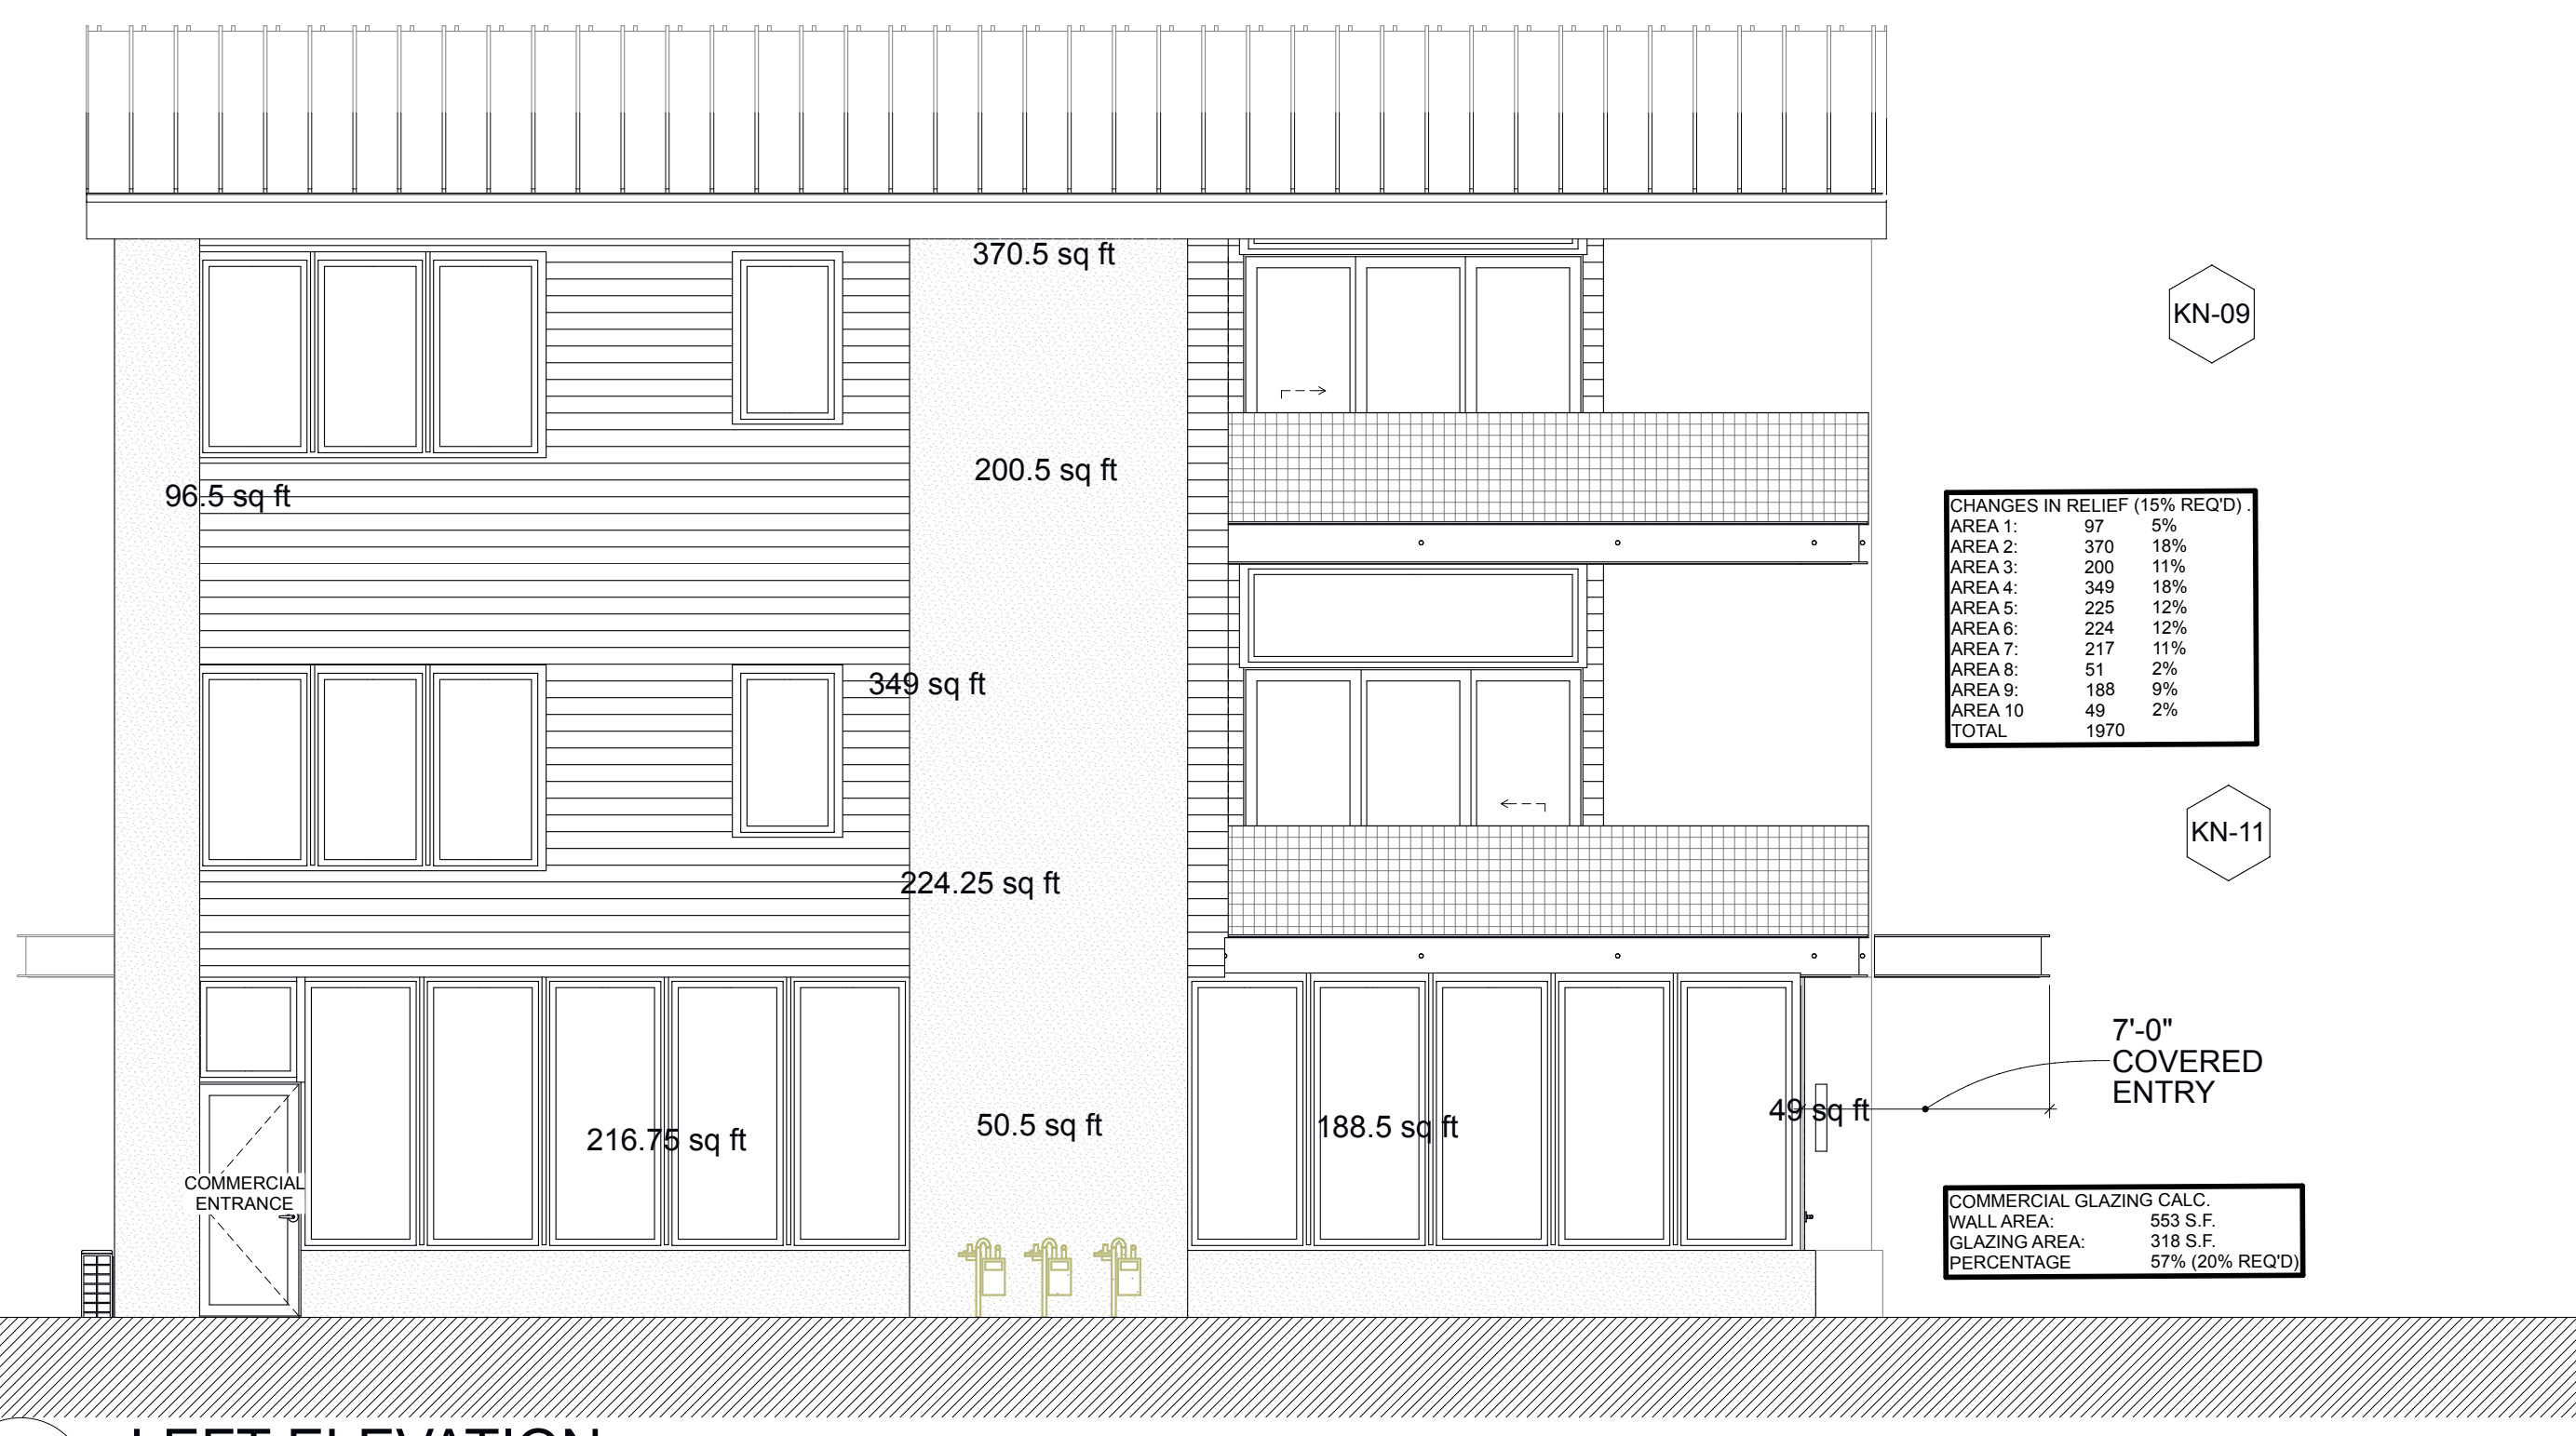 370.5 sq ft
KN-09
200.5 sq ft
96.5 sq ft
CHANGES IN RELIEF (15% REQ'D) .
AREA 1: 97 5%
AREA 2: 370 18%
AREA 3: 200 11%
AREA 4: 349 18%
AREA 5: 225 12%
AREA 6: 224 12%
AREA 7: 217 11%
AREA 8: 51 2%
AREA 9: 188 9%
AREA 10 49 2%
TOTAL 1970
349 sq ft
KN-11
224.25 sq ft
7'-0"
COVERED
ENTRY
216.75 sq ft
50.5 sq ft
188.5 sq ft
49 sq ft
COMMERCIAL
ENTRANCE
COMMERCIAL GLAZING CALC.
WALL AREA: 553 S.F.
GLAZING AREA: 318 S.F.
PERCENTAGE 57% (20% REQ'D)
LEFT ELEVATION